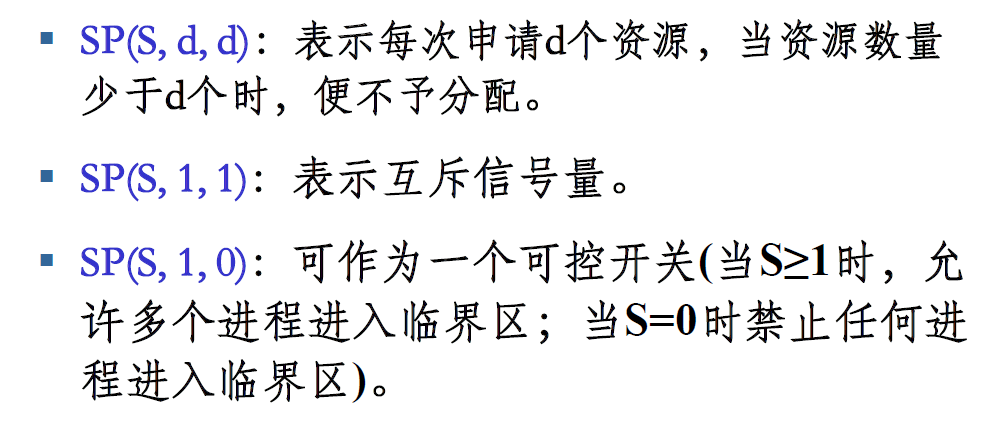 SP(S, d, d)：表示每次申请d个资源，当资源数量
少于d个时，便不予分配。
SP(S, 1, 1)：表示互斥信号量。
SP(S, 1, 0)：可作为一个可控开关(当S≥1时，允
许多个进程进入临界区；当S=0时禁止任何进
程进入临界区)。